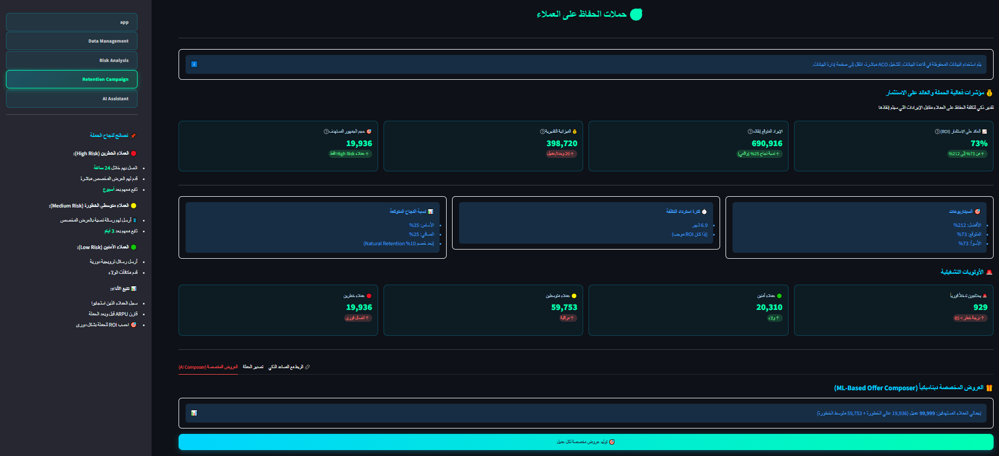 حملات الحفاظ على العملاء
app
Data Management
Risk Analysis
Retention Campaign
AI Assistant
📌 نصائح لنجاح الحملة
🔴 العملاء الخطرين (High Risk):
اتصل بهم خلال 24 ساعة
قدم لهم العرض المخصص مباشرة
تابع معهم بعد أسبوع
🟡 العملاء متوسطي الخطورة (Medium Risk):
📱 أرسل لهم رسالة نصية بالعرض المخصص
تابع معهم بعد 3 أيام
🟢 العملاء الآمنين (Low Risk):
أرسل رسائل ترويجية دورية
قدم مكافآت الولاء
📊 تتبع الأداء:
سجل العملاء الذين استجابوا
قارن ARPU قبل وبعد الحملة
🎯 احسب ROI للحملة بشكل دوري
يتم استخدام البيانات المحفوظة في قاعدة البيانات. لتشغيل ACO مباشرة، انتقل إلى صفحة إدارة البيانات.
💰 مؤشرات فعالية الحملة والعائد على الاستثمار
تقدير ذكي لتكلفة الحفاظ على العملاء مقابل الإيرادات التي سيتم إنقاذها
📈 العائد على الاستثمار (ROI)
73%
↑ من 73% إلى 212%
الإيراد المتوقع إنقاذه
690,916
↑ نسبة نجاح 25% (واقعي)
💰 الميزانية التقديرية
398,720
↑ 20 وحدة/عميل
🎯 حجم الجمهور المستهدف
19,936
↑ عملاء High Risk فقط
🎯 السيناريوهات
الأفضل: 212%
المتوقع: 73%
الأسوأ: 73%
⏱ فترة استرداد التكلفة
6.9 شهر
(إذا كان ROI موجب)
📊 نسبة النجاح المتوقعة
الأساس: 35%
الصافي: 25%
(بعد خصم 10% Natural Retention)
🚨 الأولويات التشغيلية
🚨 يحتاجون تدخلاً فورياً
929
↑ درجة خطر > 85
🟢 عملاء آمنين
20,310
↑ ولاء
🟡 عملاء متوسطين
59,753
↑ مراقبة
🔴 عملاء خطرين
19,936
↑ اتصال فوري
العروض المخصصة (AI Composer)
تصدير الحملة
🔗 الربط مع المساعد الذكي
🎁 العروض المخصصة ديناميكياً (ML-Based Offer Composer)
(جمالي العملاء المستهدفين: 99,999 عميل (19,936 عالي الخطورة + 59,753 متوسط الخطورة)
🎯 توليد عروض مخصصة لكل عميل